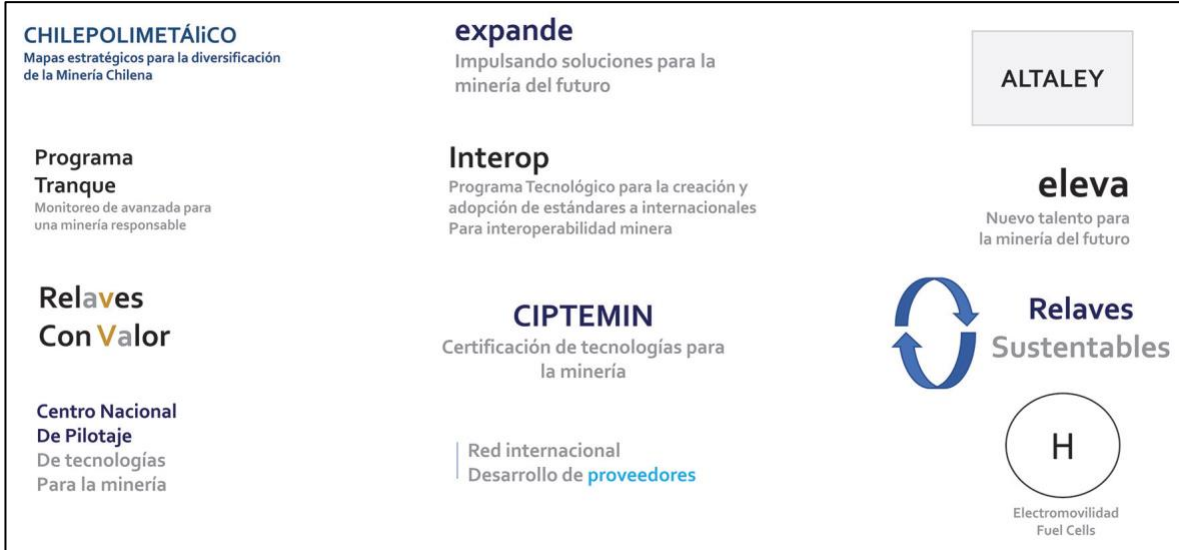 CHILEPOLIMETÁliCO
Mapas estratégicos para la diversificación
de la Minería Chilena
expande
Impulsando soluciones para la
minería del futuro
ALTALEY
Programa
Tranque
Monitoreo de avanzada para
una minería responsable
Interop
Programa Tecnológico para la creación y
adopción de estándares a internacionales
Para interoperabilidad minera
eleva
Nuevo talento para
la minería del futuro
Relaves
Con Valor
CIPTEMIN
Certificación de tecnologías para
la minería
Relaves
Sustentables
Centro Nacional
De Pilotaje
De tecnologías
Para la minería
Red internacional
Desarrollo de proveedores
H
Electromovilidad
Fuel Cells